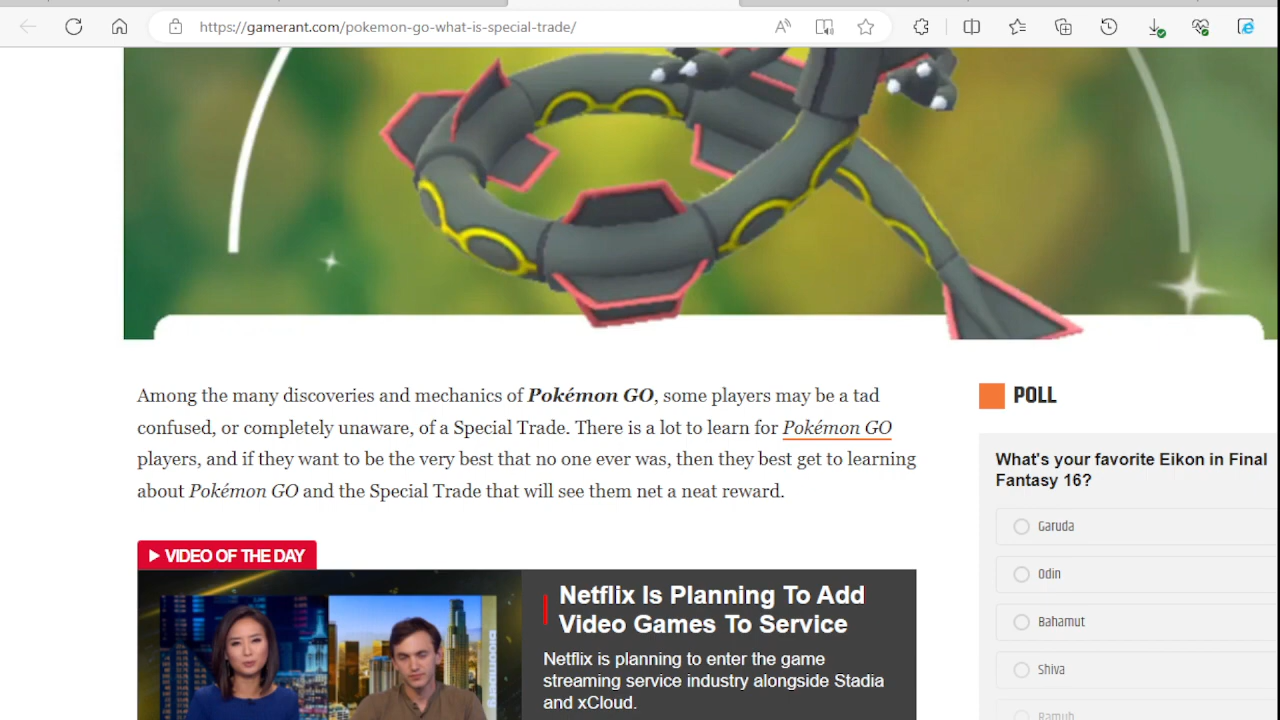 https://gamerant.com/pokemon-go-what-is-special-trade/
Among the many discoveries and mechanics of Pokémon GO, some players may be a tad
confused, or completely unaware, of a Special Trade. There is a lot to learn for Pokémon GO
players, and if they want to be the very best that no one ever was, then they best get to learning
about Pokémon GO and the Special Trade that will see them net a neat reward.
POLL
What's your favorite Eikon in Final
Fantasy 16?
Garuda
Odin
Bahamut
Shiva
Ramuh
VIDEO OF THE DAY
Netflix Is Planning To Add
Video Games To Service
Netflix is planning to enter the game
streaming service industry alongside Stadia
and xCloud.